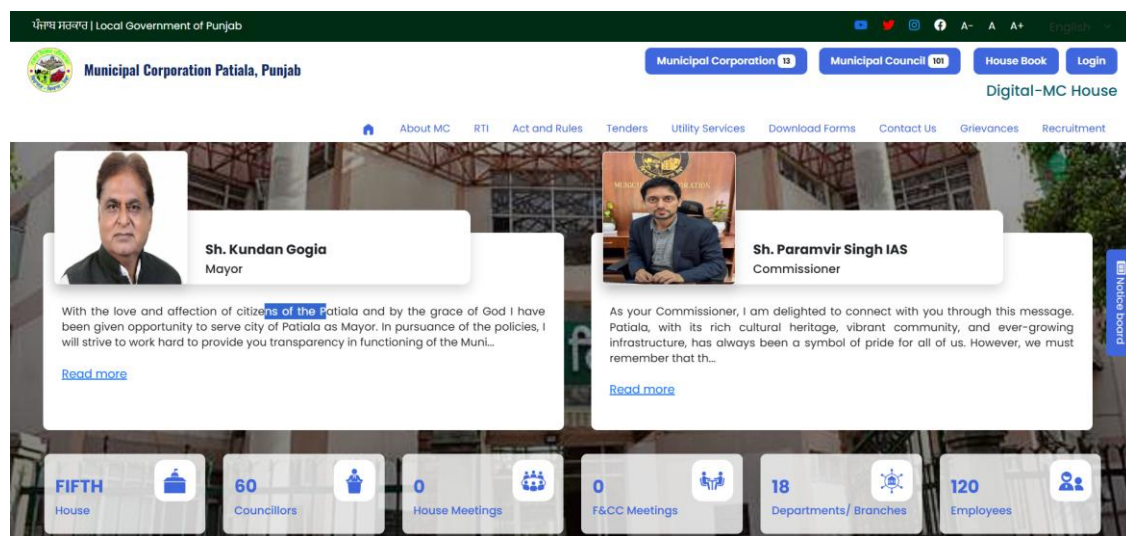 ਪੰਜਾਬ ਸਰਕਾਰ | Local Government of Punjab
A- A A+ English
Municipal Corporation Patiala, Punjab
Municipal Corporation 13 Municipal Council 101 House Book Login
Digital-MC House
About MC RTI Act and Rules Tenders Utility Services Download Forms Contact Us Grievances Recruitment
Sh. Kundan Gogia
Mayor
With the love and affection of citizens of the Patiala and by the grace of God I have
been given opportunity to serve city of Patiala as Mayor. In pursuance of the policies, I
will strive to work hard to provide you transparency in functioning of the Muni...
Read more
Sh. Paramvir Singh IAS
Commissioner
As your Commissioner, I am delighted to connect with you through this message.
Patiala, with its rich cultural heritage, vibrant community, and ever-growing
infrastructure, has always been a symbol of pride for all of us. However, we must
remember that th...
Read more
Notice board
FIFTH
House
60
Councillors
0
House Meetings
0
F&CC Meetings
18
Departments/ Branches
120
Employees